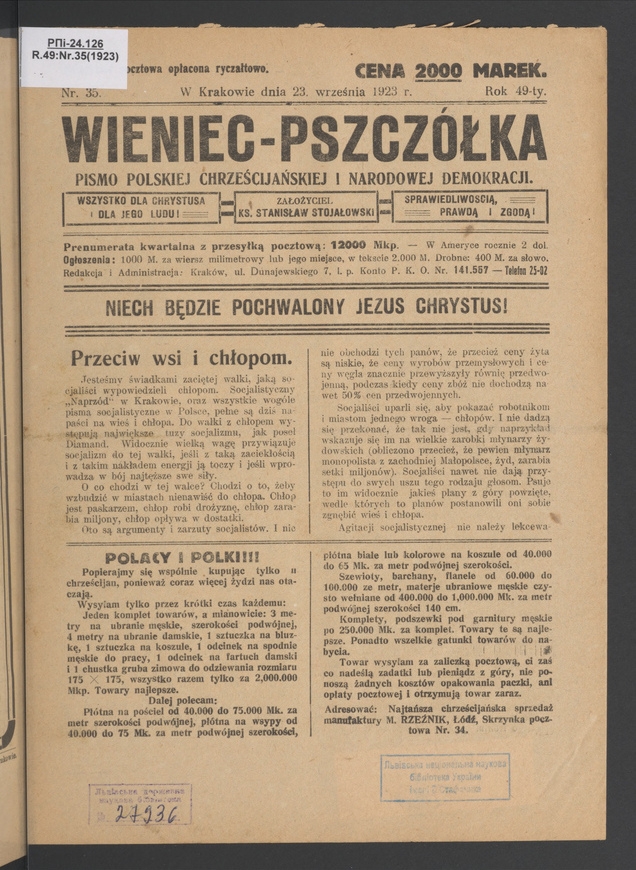 РПі-24.126
R.49:Nr.35(1923)
opłacona ryczałtowo.
CENA 2000 MAREK.
Nr. 35.
W Krakowie dnia 23. września 1923 r.
Rok 49-ty.
WIENIEC-PSZCZÓŁKA
PISMO POLSKIEJ CHRZEŚCIJAŃSKIEJ I NARODOWEJ DEMOKRACJI.
WSZYSTKO DLA CHRYSTUSA
I DLA JEGO LUDU!
ZAŁOŻYCIEL
KS. STANISŁAW STOJAŁOWSKI
SPRAWIEDLIWOŚCIĄ,
PRAWDĄ I ZGODĄ!
Prenumerata kwartalna z przesyłką pocztową: 12000 Mkp. — W Ameryce rocznie 2 dol.
Ogłoszenia: 1000 M. za wiersz milimetrowy lub jego miejsce, w tekscie 2.000 M. Drobne: 400 M. za słowo.
Redakcja i Administracja: Kraków, ul. Dunajewskiego 7, I. p. Konto P. K. O. Nr. 141.557 — Telefon 25-02
NIECH BĘDZIE POCHWALONY JEZUS CHRYSTUS!
Przeciw wsi i chłopom.
Jesteśmy świadkami zaciętej walki, jaką so-
cjaliści wypowiedzieli chłopom. Socjalistyczny
„Naprzód" w Krakowie, oraz wszystkie wogóle
pisma socjalistyczne w Polsce, pełne są dziś na-
paści na wieś i chłopa. Do walki z chłopem wy-
stępują największe tuzy socjalizmu, jak poseł
Diamand. Widocznie wielką wagę przywiązuje
socjalizm do tej walki, jeśli z taką zaciekłością
i z takim nakładem energji ją toczy i jeśli wpro-
wadza w bój najtęższe swe siły.
O co chodzi w tej walce? Chodzi o to, żeby
wzbudzić w miastach nienawiść do chłopa. Chłop
jest paskarzem, chłop robi drożyznę, chłop zara-
bia miljony, chłop opływa w dostatki.
Oto są argumenty i zarzuty socjalistów. I nic
nie obchodzi tych panów, że przecież ceny żyta
są niskie, że ceny wyrobów przemysłowych i ce-
ny węgla znacznie przewyższyły równię przedwo-
jenną, podczas kiedy ceny zbóż nie dochodzą na-
wet 50% cen przedwojennych.
Socjaliści uparli się, aby pokazać robotnikom
i miastom jednego wroga — chłopów. I nie dadzą
się przekonać, że tak nie jest, gdy naprzykład
wskazuje się im na wielkie zarobki młynarzy ży-
dowskich (obliczono przecież, że pewien młynarz
monopolista z zachodniej Małopolsce, żyd, zarabia
setki miljonów). Socjaliści nawet nie dają przy-
stępu do swych uszu tego rodzaju głosom. Psuje
to im widocznie jakieś plany z góry powzięte,
wedle których to planów postanowili oni sobie
zgnębić wieś i chłopa.
Agitacji socjalistycznej nie należy lekcewa-
POLACY I POLKI!!!
Popierajmy się wspólnie kupując tylko u
chrześcijan, ponieważ coraz więcej żydzi nas ota-
czają.
Wysyłam tylko przez krótki czas każdemu:
Jeden komplet towarów, a mianowicie: 3 me-
try na ubranie męskie, szerokości podwójnej,
4 metry na ubranie damskie, 1 sztuczka na bluz-
kę, 1 sztuczka na koszule, 1 odcinek na spodnie
męskie do pracy, 1 odcinek na fartuch damski
i 1 chustka gruba zimowa do odziewania rozmiaru
175 × 175, wszystko razem tylko za 2,000.000
Mkp. Towary najlepsze.
Dalej polecam:
Płótna na pościel od 40.000 do 75.000 Mk. za
metr szerokości podwójnej, płótna na wsypy od
40.000 do 75 Mk. za metr podwójnej szerokości,
płótna białe lub kolorowe na koszule od 40.000
do 65 Mk. za metr podwójnej szerokości.
Szewioty, barchany, flanele od 60.000 do
100.000 ze metr, materje ubraniowe męskie czy-
sto wełniane od 400.000 do 1,000.000 Mk. za metr
podwójnej szerokości 140 cm.
Komplety, podszewki pod garnitury męskie
po 250.000 Mk. za komplet. Towary te są najle-
psze. Ponadto wszelkie gatunki towarów do na-
bycia.
Towar wysyłam za zaliczką pocztową, ci zaś
co nadeślą zadatki lub pieniądz z góry, nie po-
noszą żadnych kosztów opakowania paczki, ani
opłaty pocztowej i otrzymują towar zaraz.
Adresować: Najtańsza chrześcijańska sprzedaż
manufaktury M. RZEŹNIK, Łódź, Skrzynka pocz-
towa Nr. 34.
Львівська державна
наукова бібліотека
№ 27936
Львівська національна наукова
бібліотека України